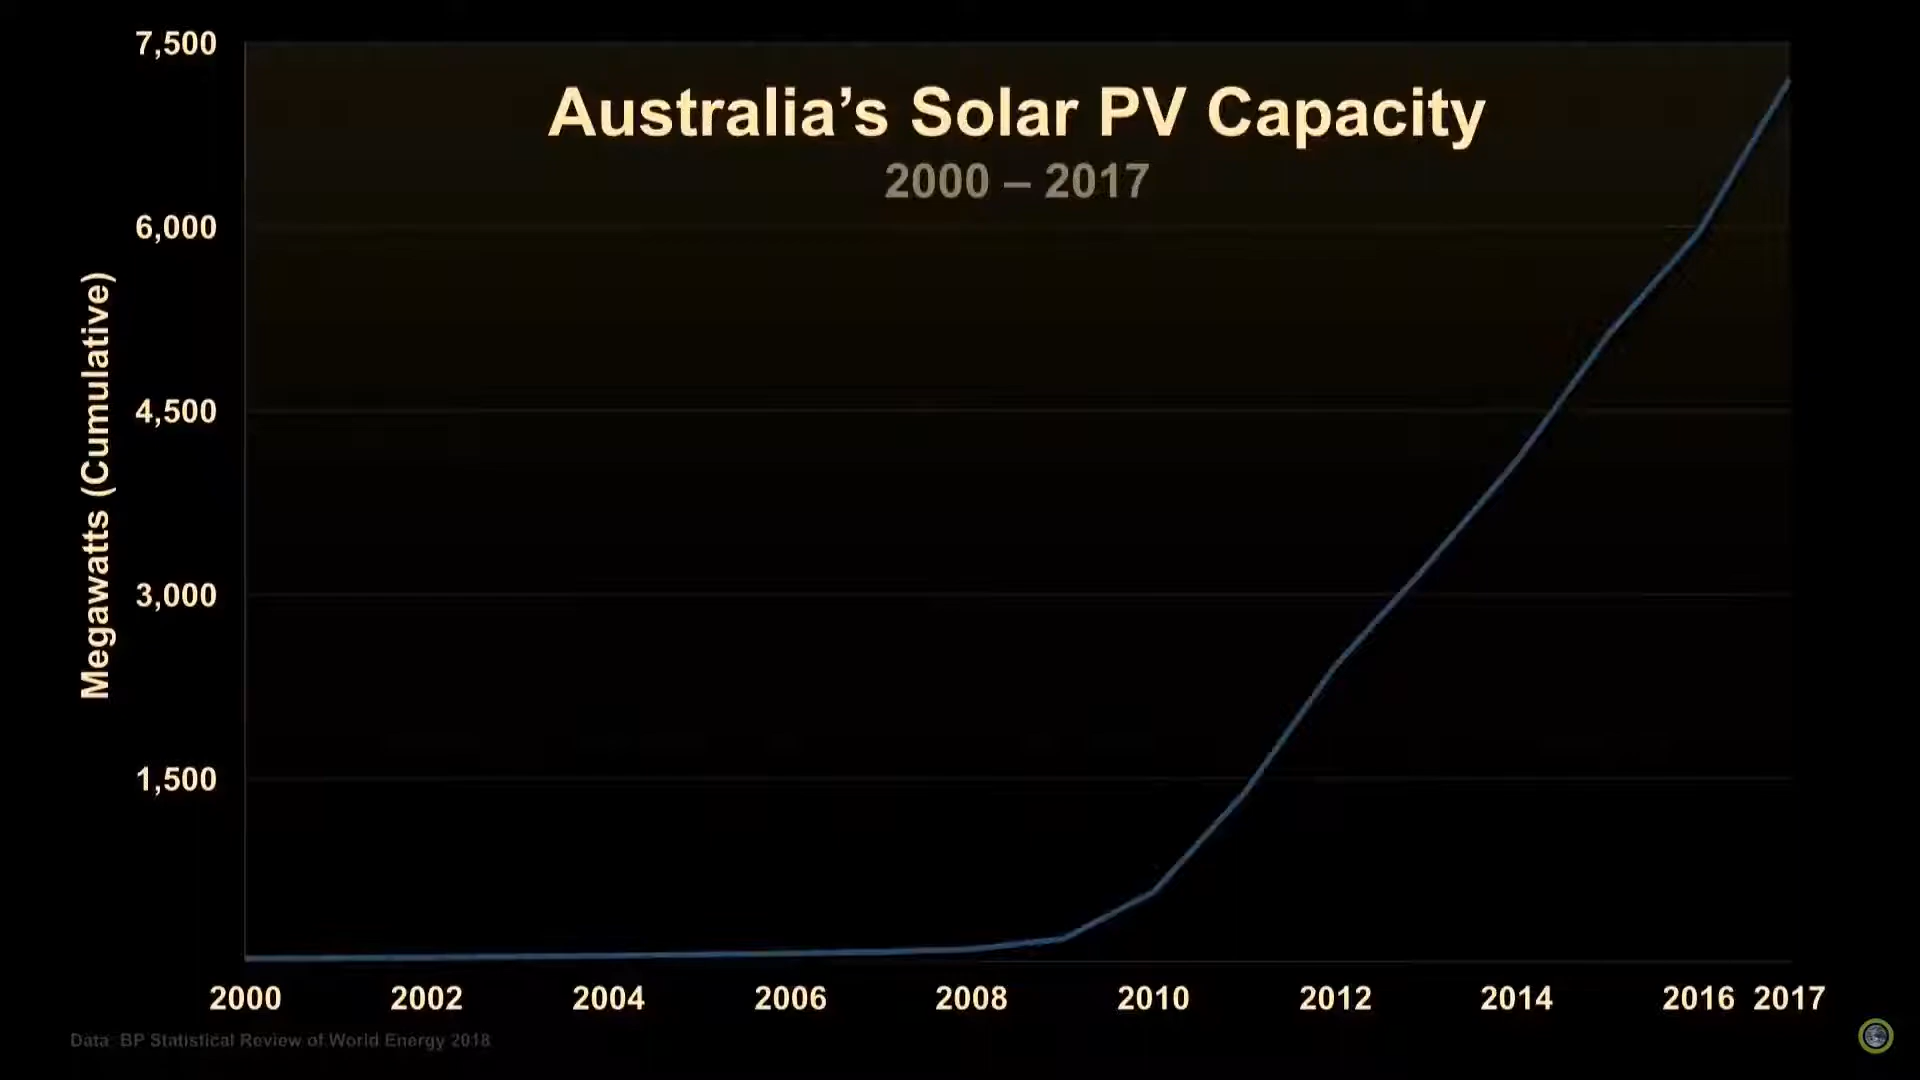 Australia’s Solar PV Capacity
2000 – 2017
Megawatts (Cumulative)
7,500
6,000
4,500
3,000
1,500
2000 2002 2004 2006 2008 2010 2012 2014 2016 2017
Data: BP Statistical Review of World Energy 2018